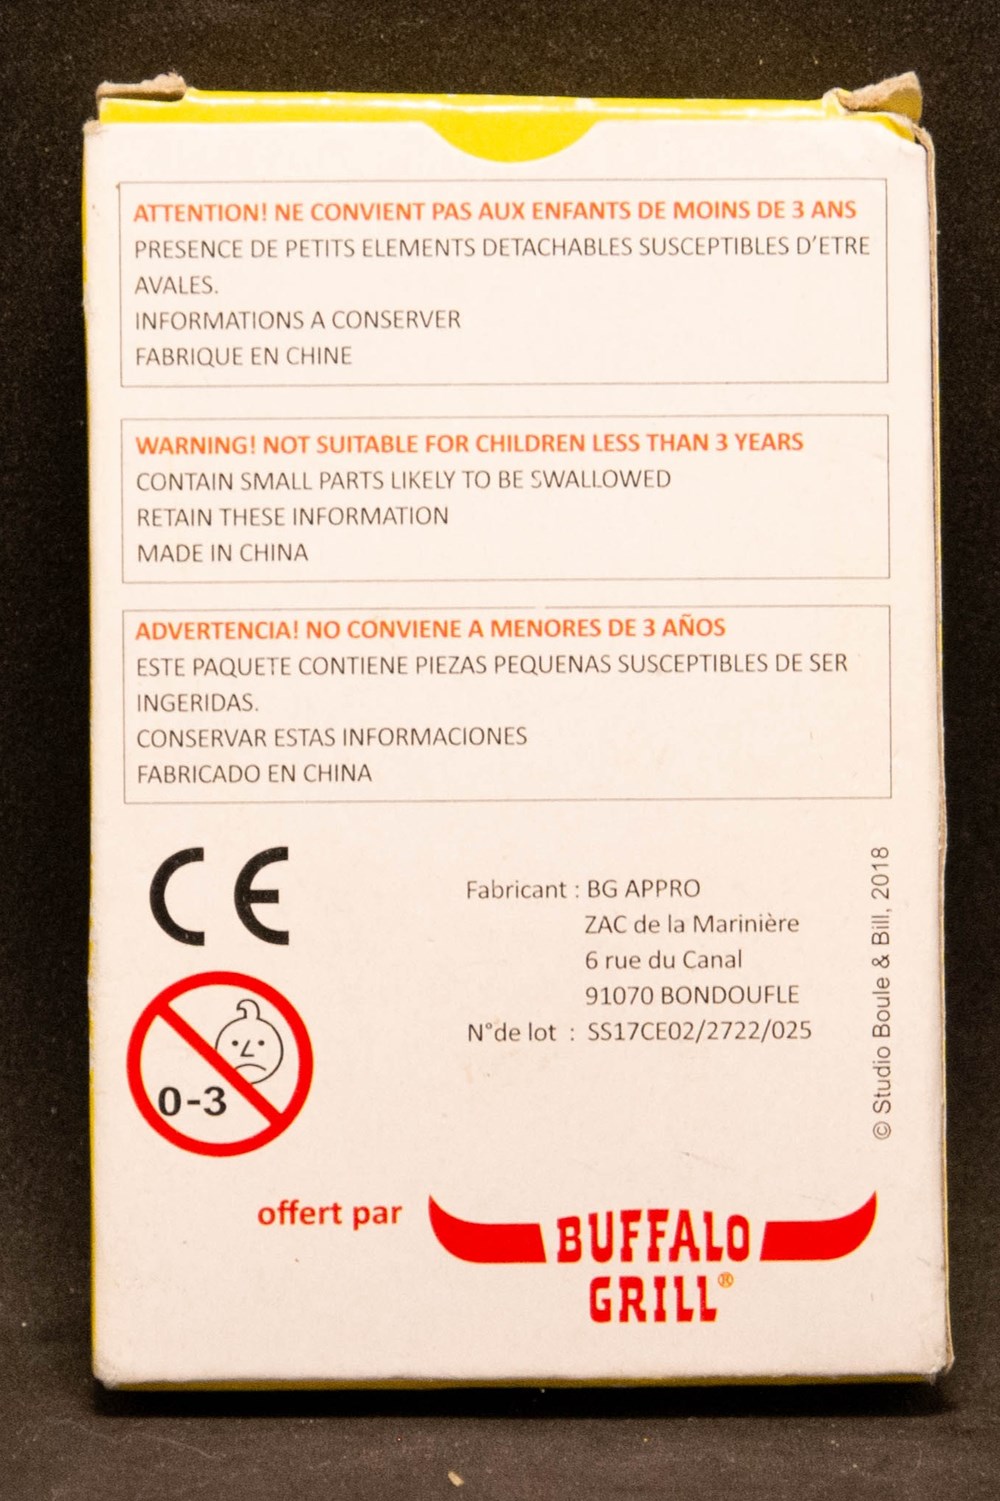 ATTENTION! NE CONVIENT PAS AUX ENFANTS DE MOINS DE 3 ANS
PRESENCE DE PETITS ELEMENTS DETACHABLES SUSCEPTIBLES D'ETRE
AVALES.
INFORMATIONS A CONSERVER
FABRIQUE EN CHINE
WARNING! NOT SUITABLE FOR CHILDREN LESS THAN 3 YEARS
CONTAIN SMALL PARTS LIKELY TO BE SWALLOWED
RETAIN THESE INFORMATION
MADE IN CHINA
ADVERTENCIA! NO CONVIENE A MENORES DE 3 AÑOS
ESTE PAQUETE CONTIENE PIEZAS PEQUENAS SUSCEPTIBLES DE SER
INGERIDAS.
CONSERVAR ESTAS INFORMACIONES
FABRICADO EN CHINA
CE
0-3
Fabricant : BG APPRO
ZAC de la Marinière
6 rue du Canal
91070 BONDOUFLE
N°de lot : SS17CE02/2722/025
© Studio Boule & Bill, 2018
offert par
BUFFALO
GRILL®